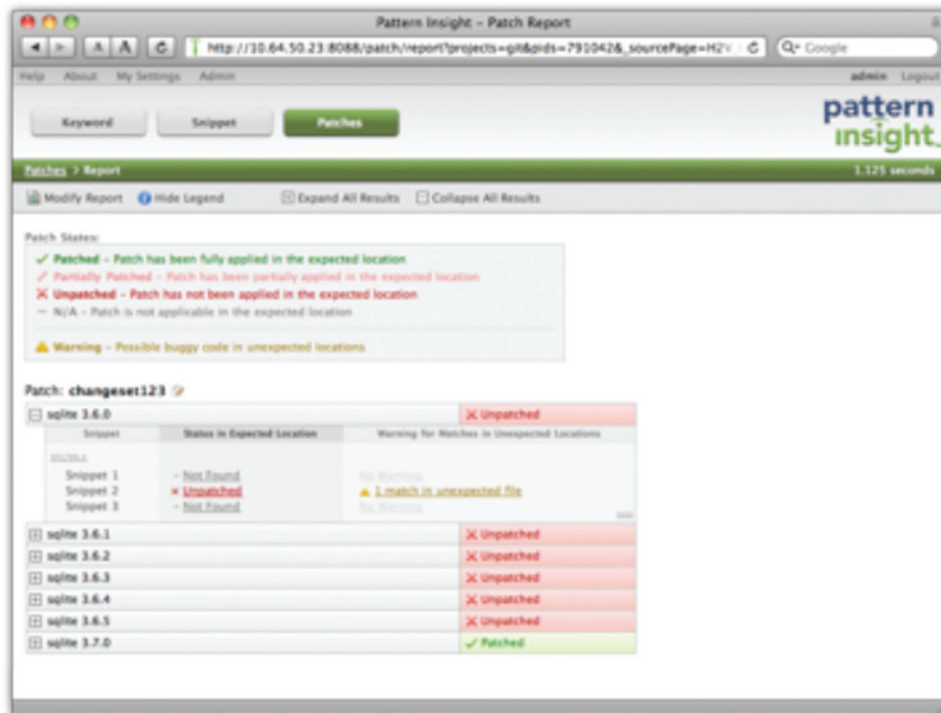 Pattern Insight - Patch Report
A A http://10.64.50.23:8088/patch/report?projects=git&pids=791042&_sourcePage=H2V Google
Help About My Settings Admin admin Logout
Keyword Snippet Patches
pattern
insight
Patches > Report 1.125 seconds
Modify Report Hide Legend Expand All Results Collapse All Results
Patch States:
Patched - Patch has been fully applied in the expected location
Partially Patched - Patch has been partially applied in the expected location
Unpatched - Patch has not been applied in the expected location
N/A - Patch is not applicable in the expected location
Warning - Possible buggy code in unexpected locations
Patch: changeset123
sqlite 3.6.0 Unpatched
Snippet Status in Expected Location Warning for Matches in Unexpected Locations
Snippet 1 - Not Found No Warning
Snippet 2 Unpatched 1 match in unexpected file
Snippet 3 - Not Found No Warning
sqlite 3.6.1 Unpatched
sqlite 3.6.2 Unpatched
sqlite 3.6.3 Unpatched
sqlite 3.6.4 Unpatched
sqlite 3.6.5 Unpatched
sqlite 3.7.0 Patched